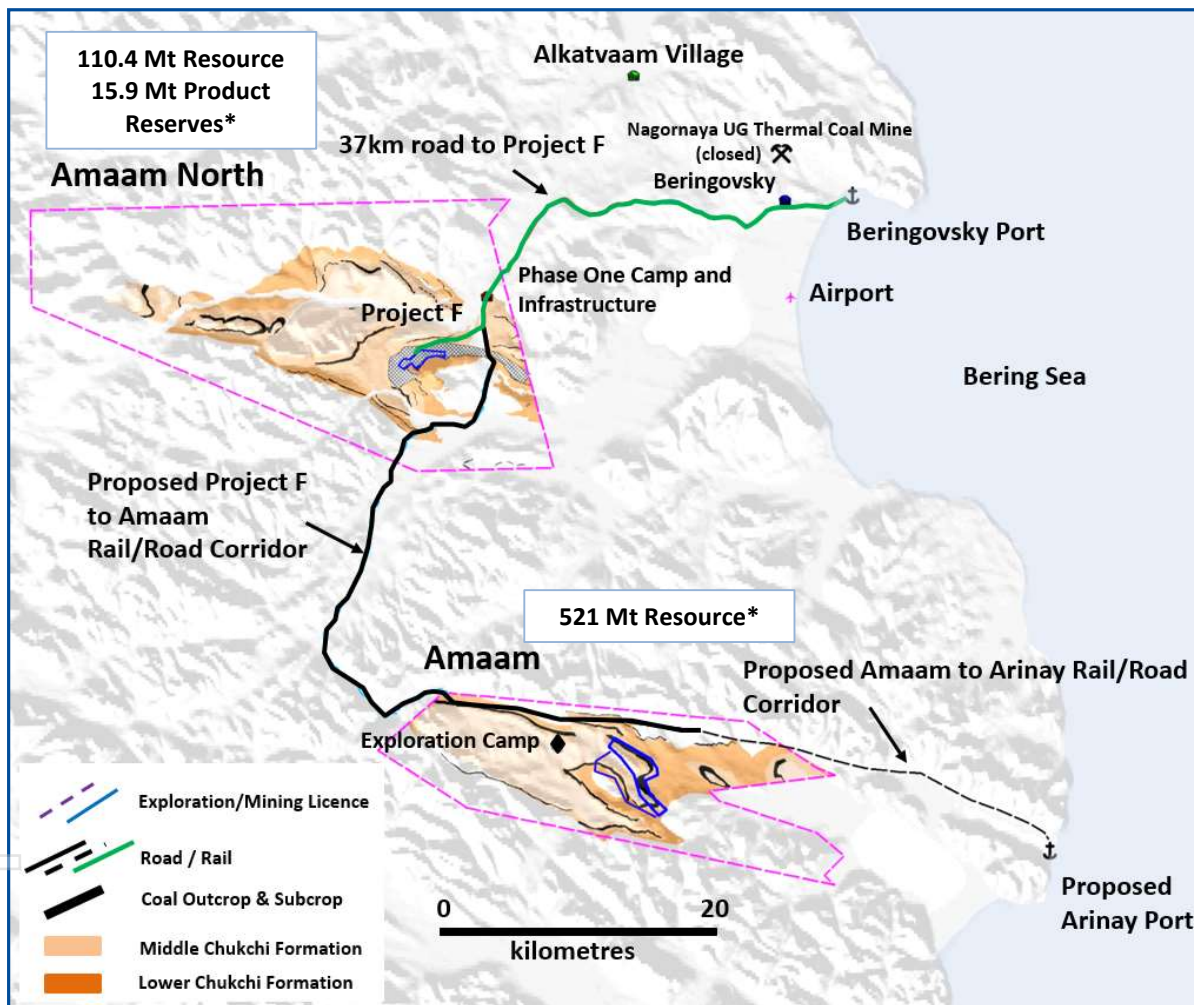 110.4 Mt Resource
15.9 Mt Product
Reserves*
Amaam North
Alkatvaam Village
37km road to Project F
Nagornaya UG Thermal Coal Mine
(closed)
Beringovsky
Beringovsky Port
Phase One Camp and
Infrastructure
Airport
Project F
Bering Sea
Proposed Project F
to Amaam
Rail/Road Corridor
521 Mt Resource*
Amaam
Proposed Amaam to Arinay Rail/Road
Corridor
Exploration Camp
Exploration/Mining Licence
Road / Rail
Coal Outcrop & Subcrop
Middle Chukchi Formation
Lower Chukchi Formation
0 20
kilometres
Proposed
Arinay Port